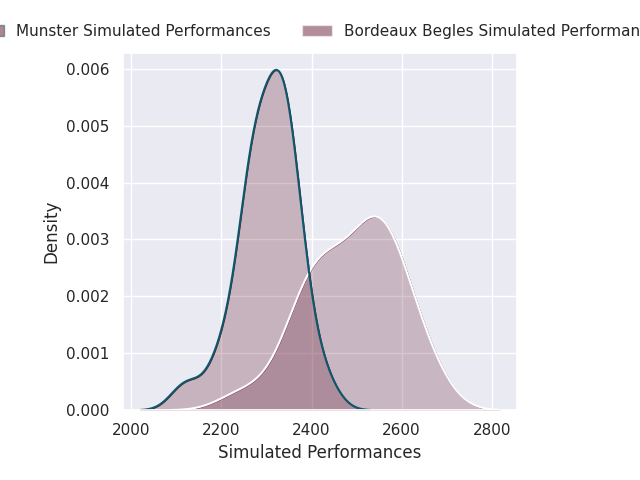 Munster Simulated Performances
Bordeaux Begles Simulated Performan
0.006
0.005
0.004
0.003
0.002
0.001
0.000
Density
2000 2200 2400 2600 2800
Simulated Performances